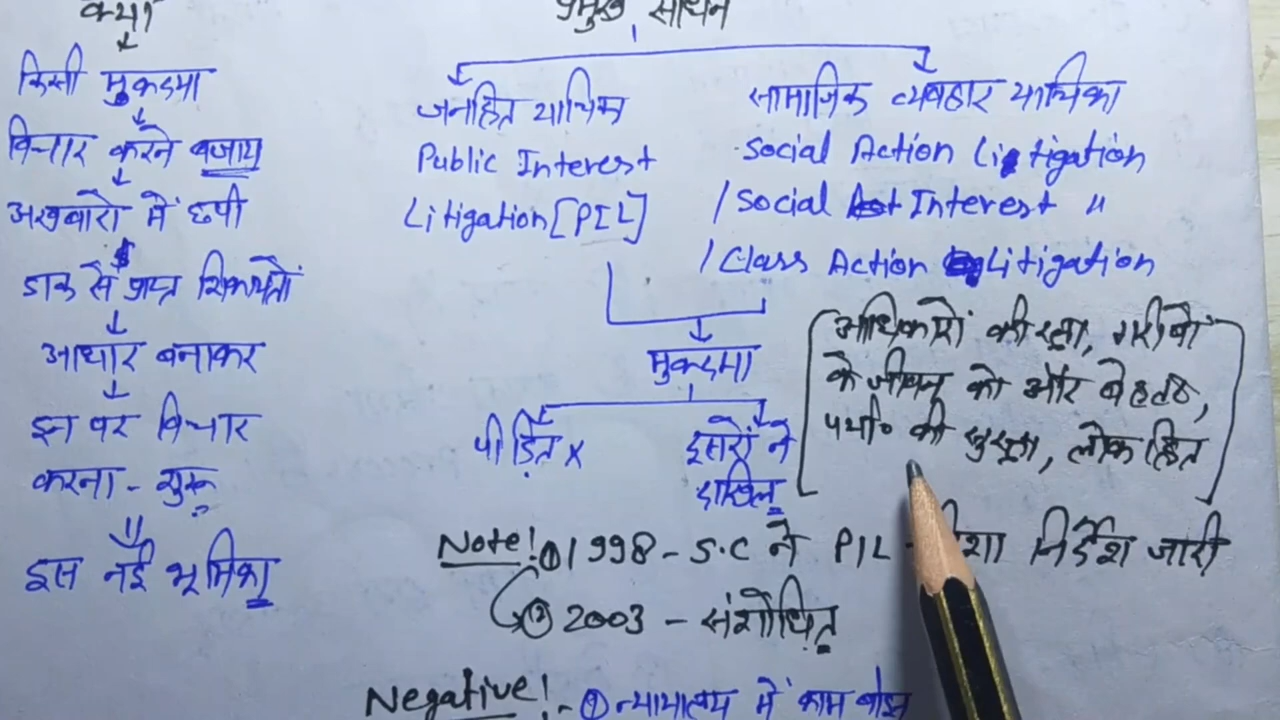 क्या
किसी मुकदमा
विचार करने बजाय
अखबारो में छपी
डाक से प्राप्त शिकायतों
आधार बनाकर
इन पर विचार
करना - शुरू
इस नई भूमिका
प्रमुख साधन
जनहित याचिका
Public Interest
Litigation [PIL]
सामाजिक व्यवहार याचिका
Social Action Litigation
/ Social Interest "
/ Class Action Litigation
मुकदमा
पीड़ित x
दूसरों ने
दाखिल
[अधिकारों की रक्षा, गरीबो
के जीवन को और बेहतर,
पर्या० की सुरक्षा, लोकहित]
Note! ① 1998 - S.C ने PIL - निर्देश जारी
② 2003 - संशोधित
Negative! - ① न्यायालय में काम बोझ